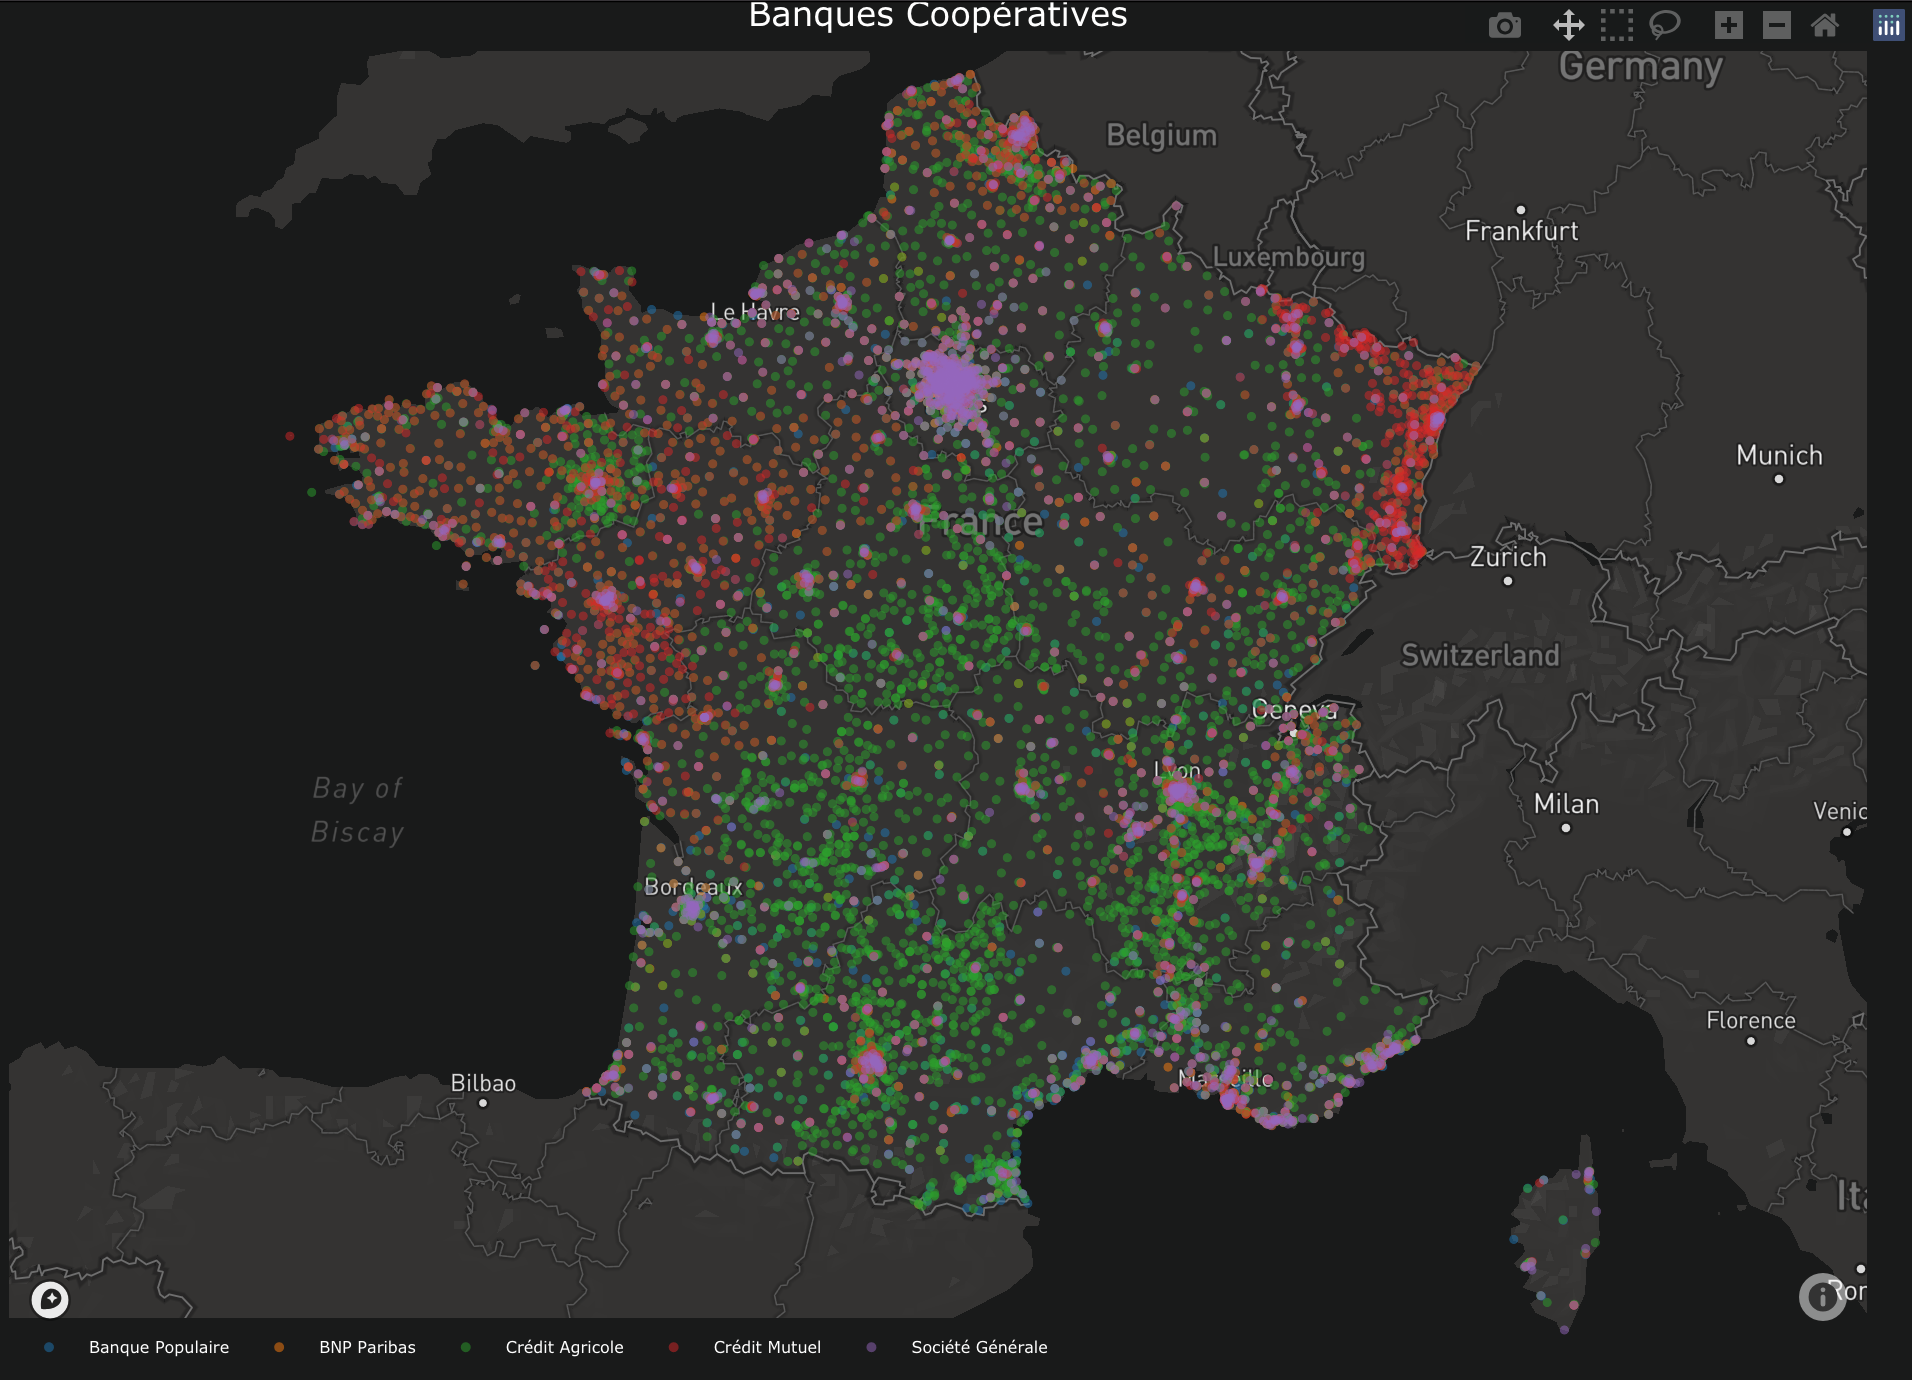 Banques Coopératives
Germany
Belgium
Frankfurt
Luxembourg
Le Havre
s
Munich
France
Zurich
Switzerland
Geneva
Lyon
Bay of
Biscay
Milan
Venic
Bordeaux
Florence
Bilbao
Marseille
Ita
Ror
Banque Populaire
BNP Paribas
Crédit Agricole
Crédit Mutuel
Société Générale